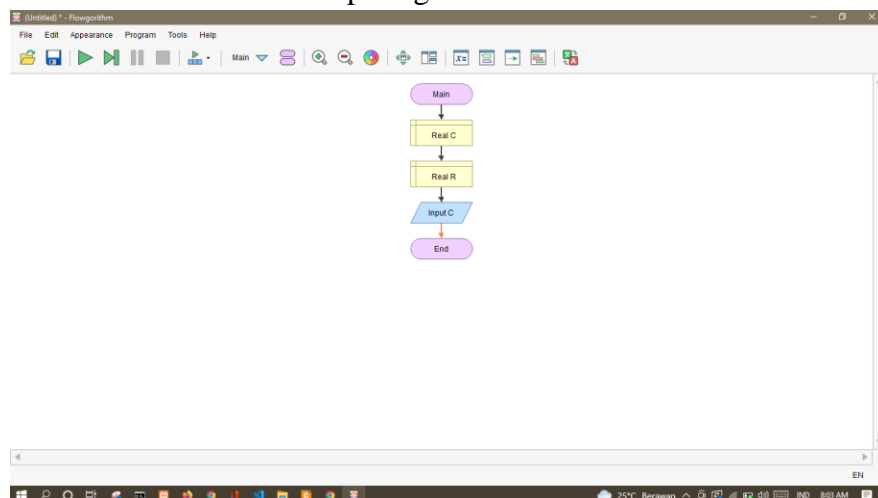 (Untitled) * - Flowgorithm
File Edit Appearance Program Tools Help
Main
x=
Main
Real C
Real R
Input C
End
EN
25°C Berawan IND 8:03 AM